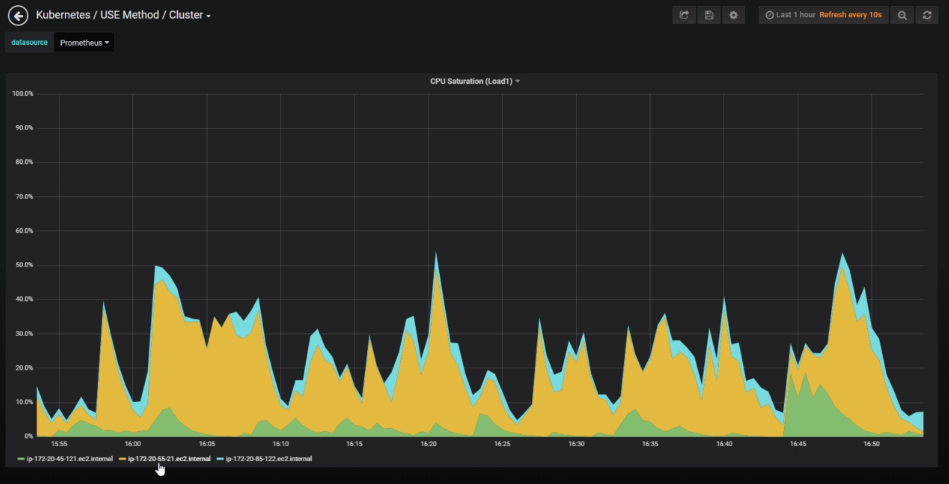 Kubernetes / USE Method / Cluster
Last 1 hour Refresh every 10s
datasource Prometheus
CPU Saturation (Load1)
100.0%
90.0%
80.0%
70.0%
60.0%
50.0%
40.0%
30.0%
20.0%
10.0%
0%
15:55 16:00 16:05 16:10 16:15 16:20 16:25 16:30 16:35 16:40 16:45 16:50
ip-172-20-45-121.ec2.internal ip-172-20-55-21.ec2.internal ip-172-20-85-122.ec2.internal